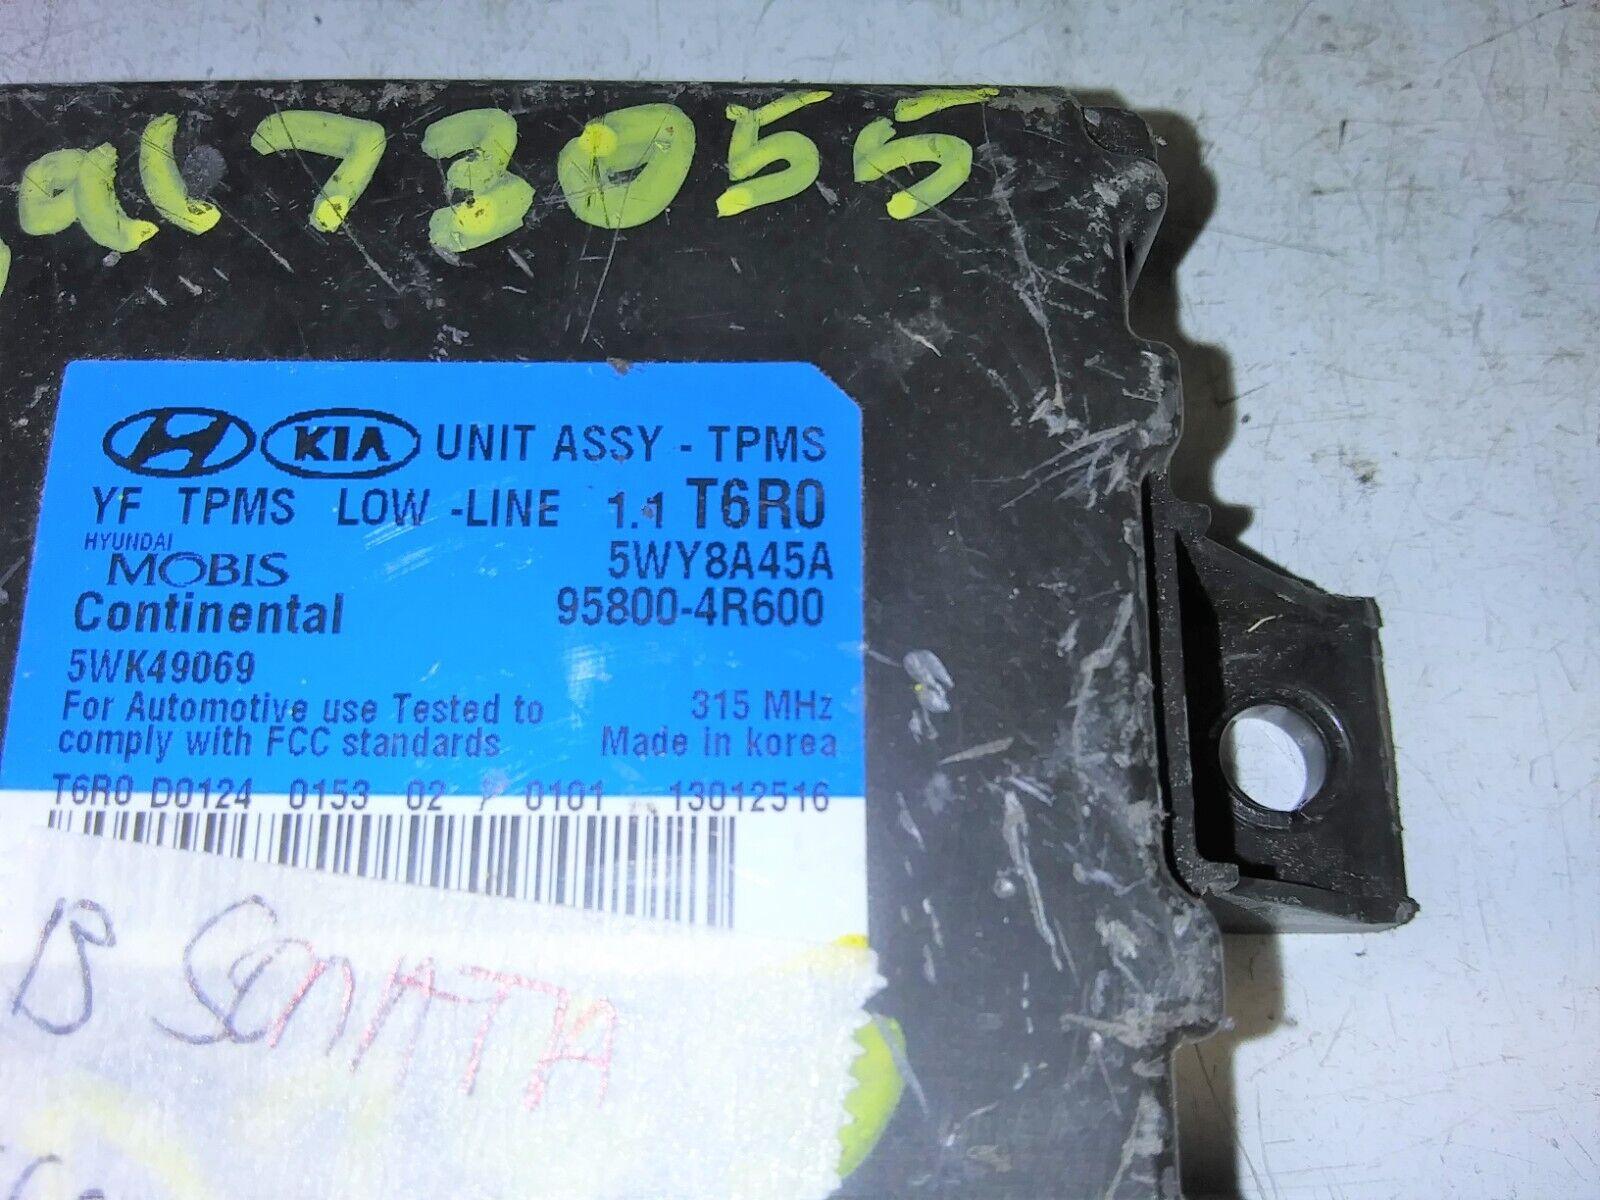 73055
KIA UNIT ASSY - TPMS
YF TPMS LOW -LINE 1.1 T6R0
HYUNDAI
MOBIS 5WY8A45A
Continental 95800-4R600
5WK49069
For Automotive use Tested to 315 MHz
comply with FCC standards Made in korea
T6R0 D0124 0153 02 0101 13012516
B SONATA